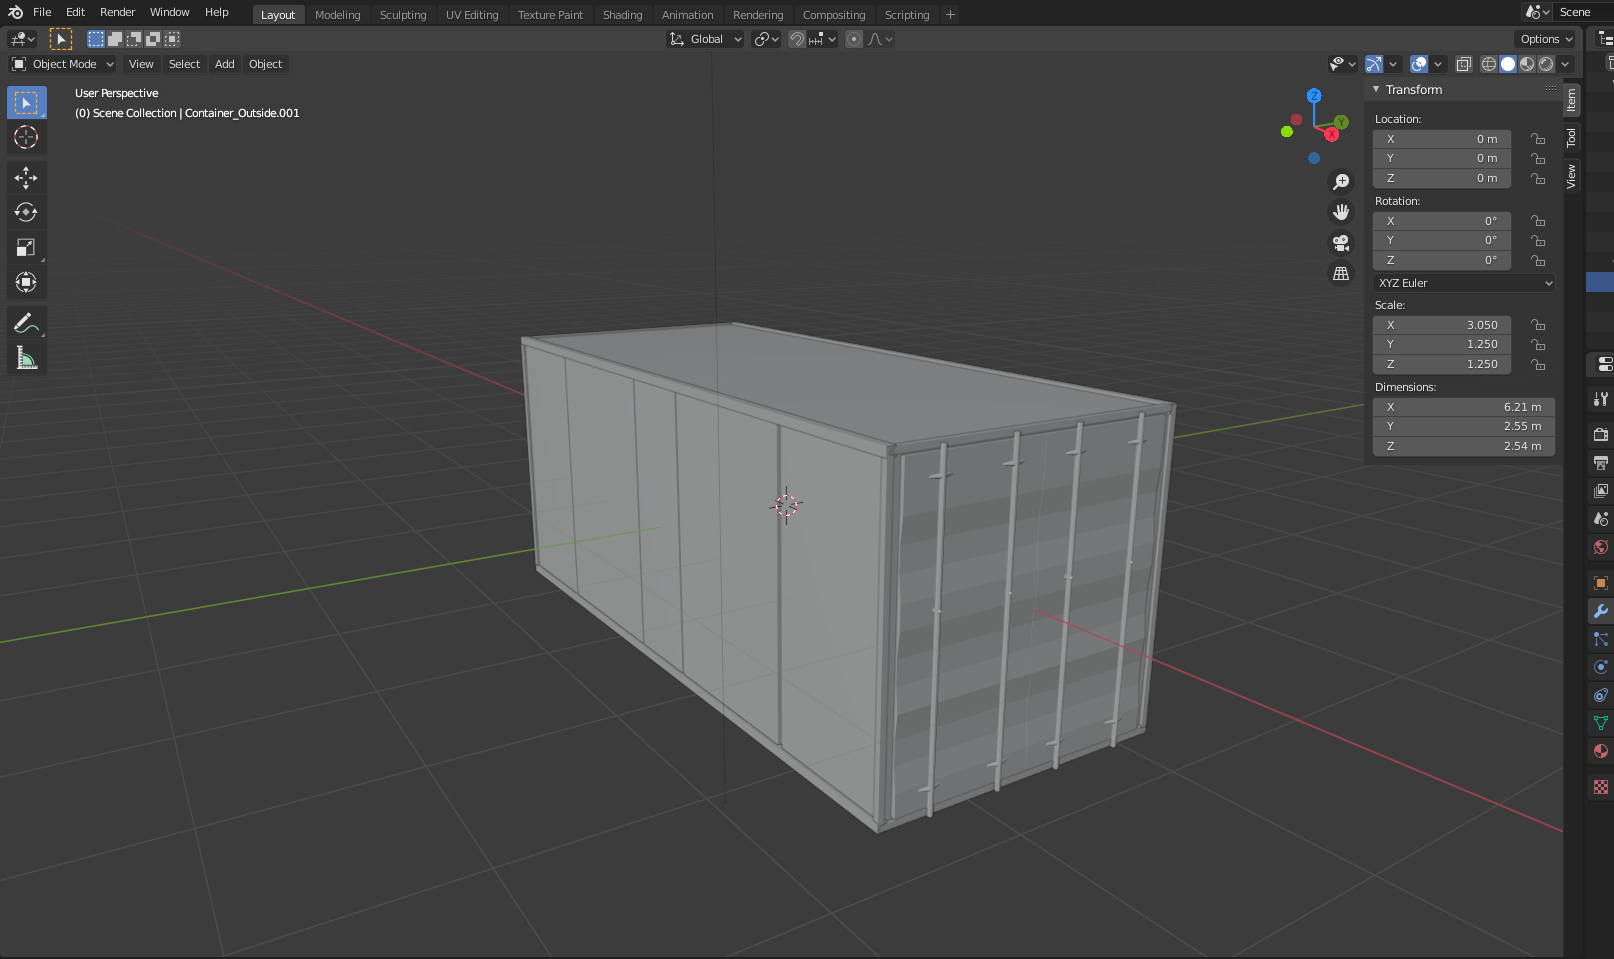 File Edit Render Window Help Layout Modeling Sculpting UV Editing Texture Paint Shading Animation Rendering Compositing Scripting + Scene
Global Options
Object Mode View Select Add Object
User Perspective
(0) Scene Collection | Container_Outside.001
Z
Y
X
Transform
Location:
X 0 m
Y 0 m
Z 0 m
Rotation:
X 0°
Y 0°
Z 0°
XYZ Euler
Scale:
X 3.050
Y 1.250
Z 1.250
Dimensions:
X 6.21 m
Y 2.55 m
Z 2.54 m
Item
Tool
View